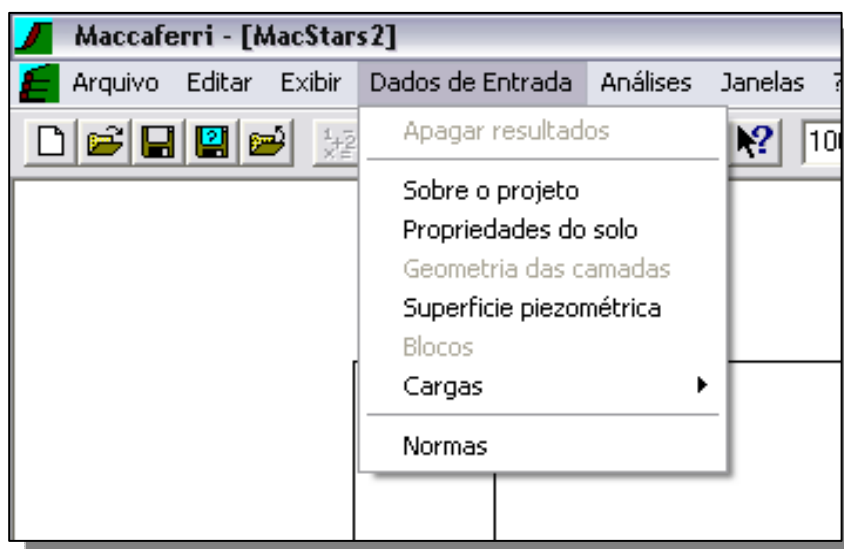 Maccaferri - [MacStars2]
Arquivo Editar Exibir Dados de Entrada Análises Janelas ?
Apagar resultados
Sobre o projeto
Propriedades do solo
Geometria das camadas
Superficie piezométrica
Blocos
Cargas
Normas